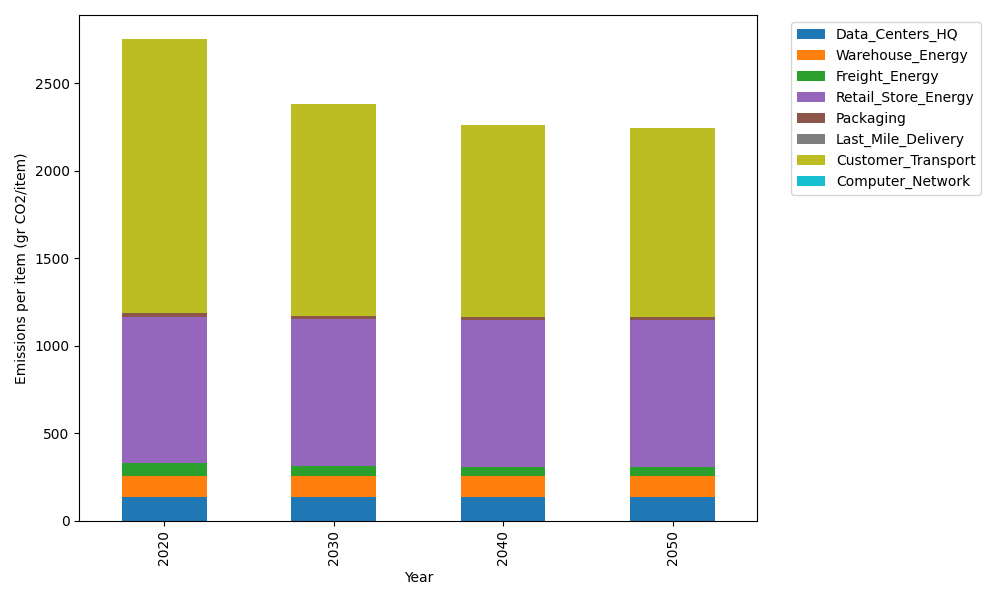 Data_Centers_HQ
Warehouse_Energy
Freight_Energy
Retail_Store_Energy
Packaging
Last_Mile_Delivery
Customer_Transport
Computer_Network
Emissions per item (gr CO2/item)
2500
2000
1500
1000
500
0
2020
2030
2040
2050
Year